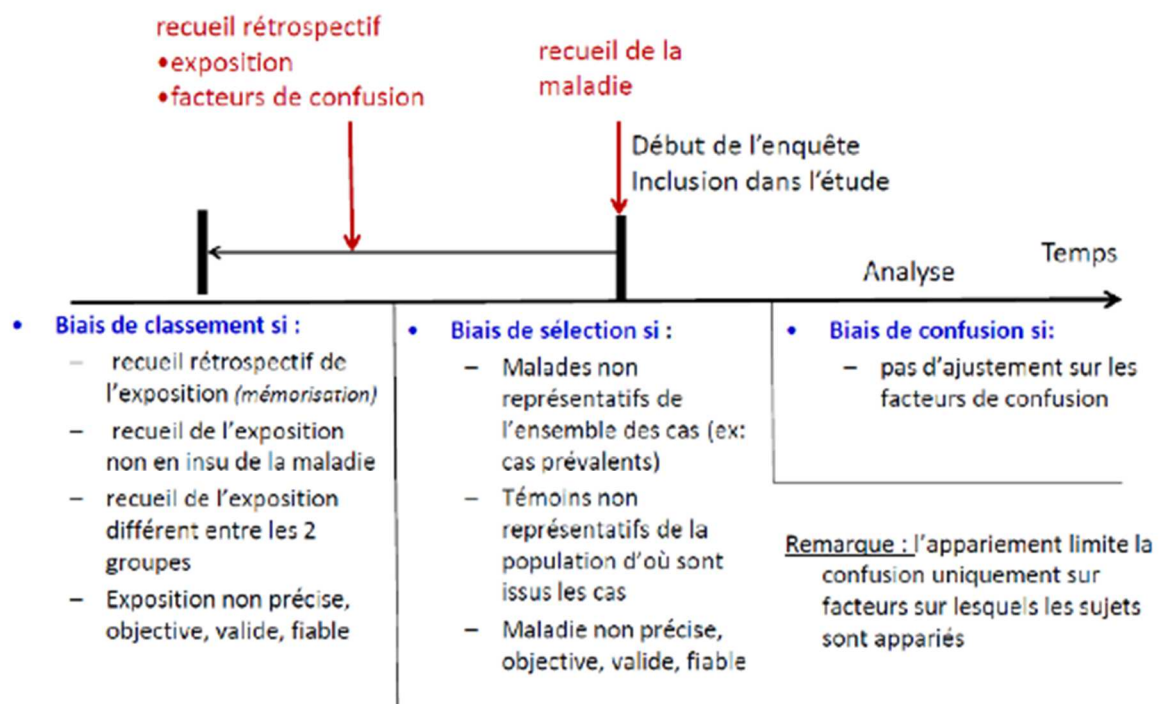 recueil rétrospectif
•exposition
•facteurs de confusion
recueil de la
maladie
Début de l'enquête
Inclusion dans l'étude
Analyse
Temps
• Biais de classement si :
– recueil rétrospectif de
l'exposition (mémorisation)
– recueil de l'exposition
non en insu de la maladie
– recueil de l'exposition
différent entre les 2
groupes
– Exposition non précise,
objective, valide, fiable
• Biais de sélection si :
– Malades non
représentatifs de
l'ensemble des cas (ex:
cas prévalents)
– Témoins non
représentatifs de la
population d'où sont
issus les cas
– Maladie non précise,
objective, valide, fiable
• Biais de confusion si:
– pas d'ajustement sur les
facteurs de confusion
Remarque : l'appariement limite la
confusion uniquement sur
facteurs sur lesquels les sujets
sont appariés